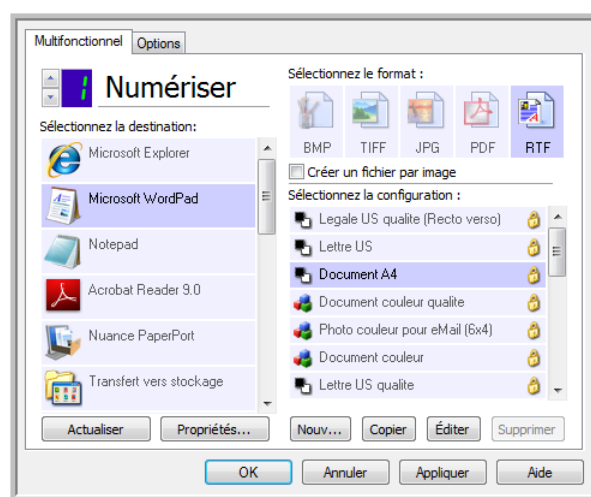 Multifonctionnel Options
1 Numériser
Sélectionnez la destination:
Microsoft Explorer
Microsoft WordPad
Notepad
Acrobat Reader 9.0
Nuance PaperPort
Transfert vers stockage
Actualiser Propriétés...
Sélectionnez le format :
BMP TIFF JPG PDF RTF
Créer un fichier par image
Sélectionnez la configuration :
Legale US qualite (Recto verso)
Lettre US
Document A4
Document couleur qualite
Photo couleur pour eMail (6x4)
Document couleur
Lettre US qualite
Nouv... Copier Éditer Supprimer
OK Annuler Appliquer Aide